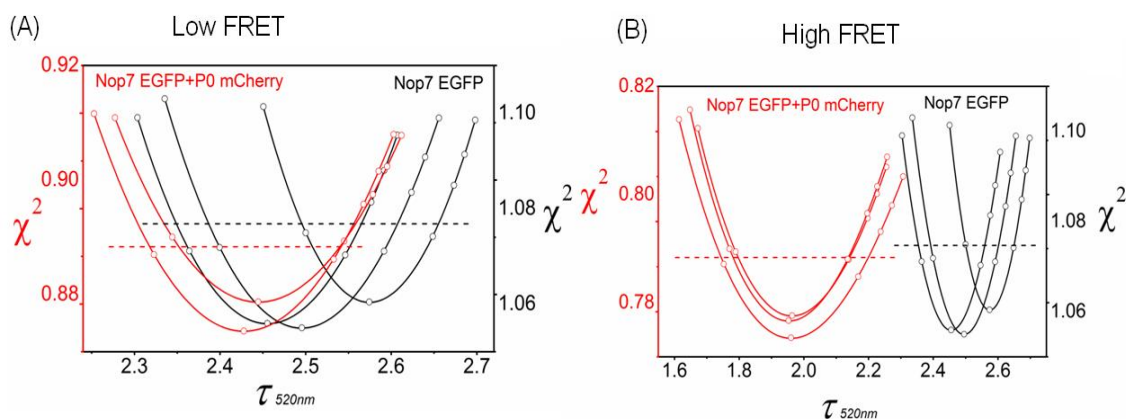 (A) Low FRET
0.92
0.90
0.88
χ²
Nop7 EGFP+P0 mCherry
Nop7 EGFP
1.10
1.08
1.06
χ²
2.3 2.4 2.5 2.6 2.7
τ 520nm
(B) High FRET
0.82
0.80
0.78
χ²
Nop7 EGFP+P0 mCherry
Nop7 EGFP
1.10
1.08
1.06
χ²
1.6 1.8 2.0 2.2 2.4 2.6
τ 520nm